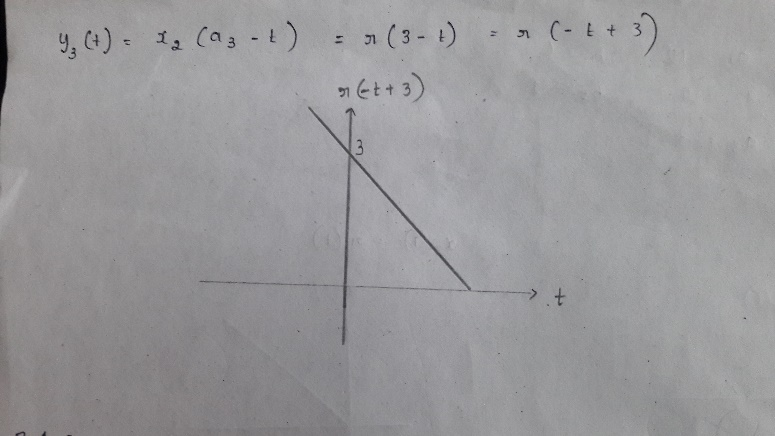 y₃(t) = x₂ (a₃ - t) = r (3 - t) = r (- t + 3)
r (-t + 3)
3
t